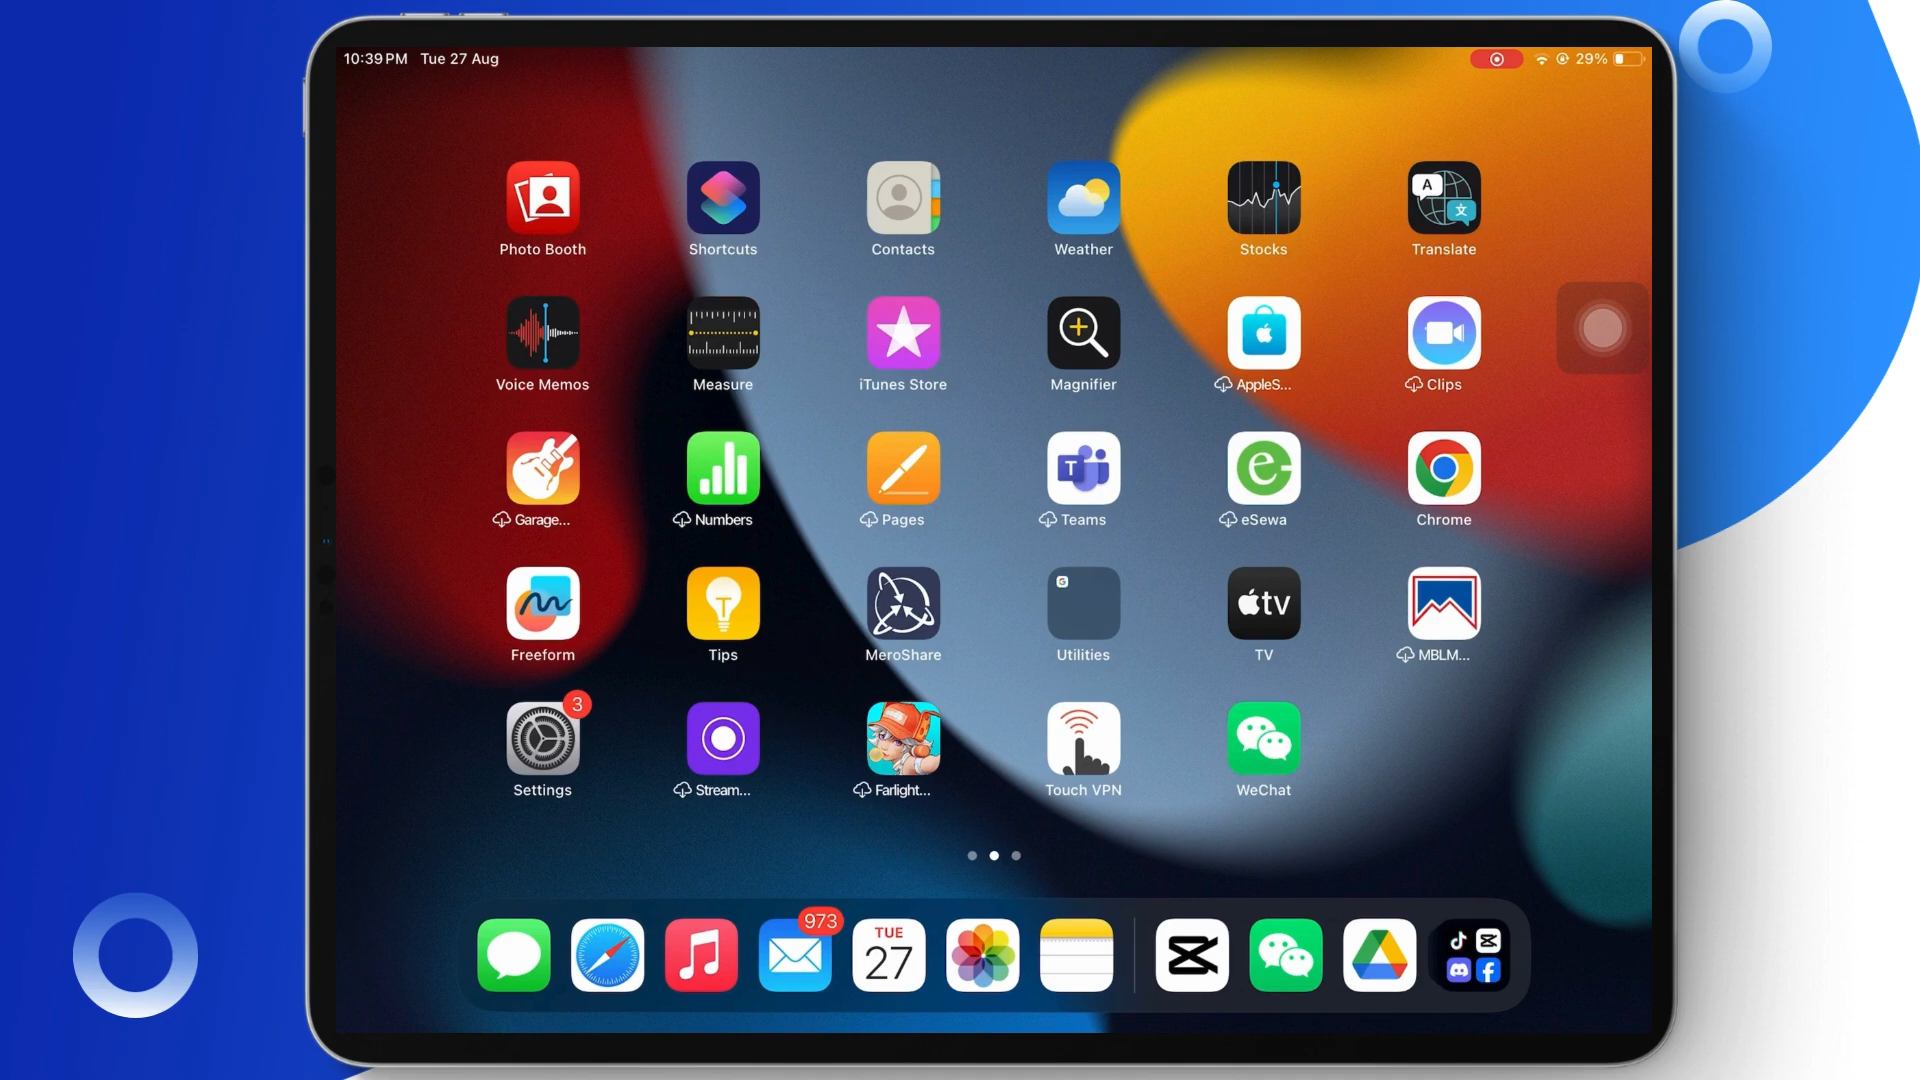 10:39 PM Tue 27 Aug 29%
Photo Booth Shortcuts Contacts Weather Stocks A 文 Translate
Voice Memos Measure iTunes Store Magnifier AppleS... Clips
Garage... Numbers Pages T Teams e eSewa Chrome
Freeform T Tips MeroShare G Utilities tv TV MBLM...
3
Settings Stream... Farlight... Touch VPN WeChat
973 TUE
27